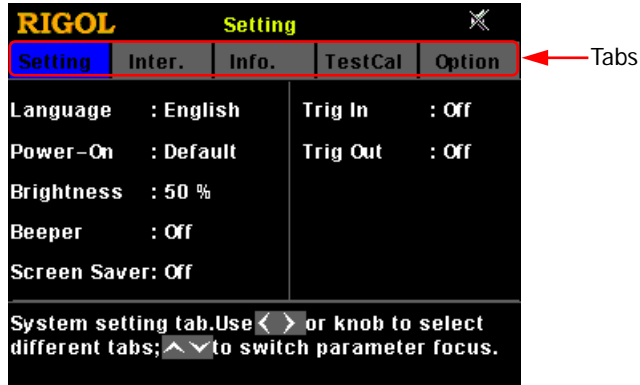 RIGOL Setting
Setting Inter. Info. TestCal Option
Tabs
Language : English
Power-On : Default
Brightness : 50 %
Beeper : Off
Screen Saver: Off
Trig In : Off
Trig Out : Off
System setting tab.Use < > or knob to select
different tabs; to switch parameter focus.